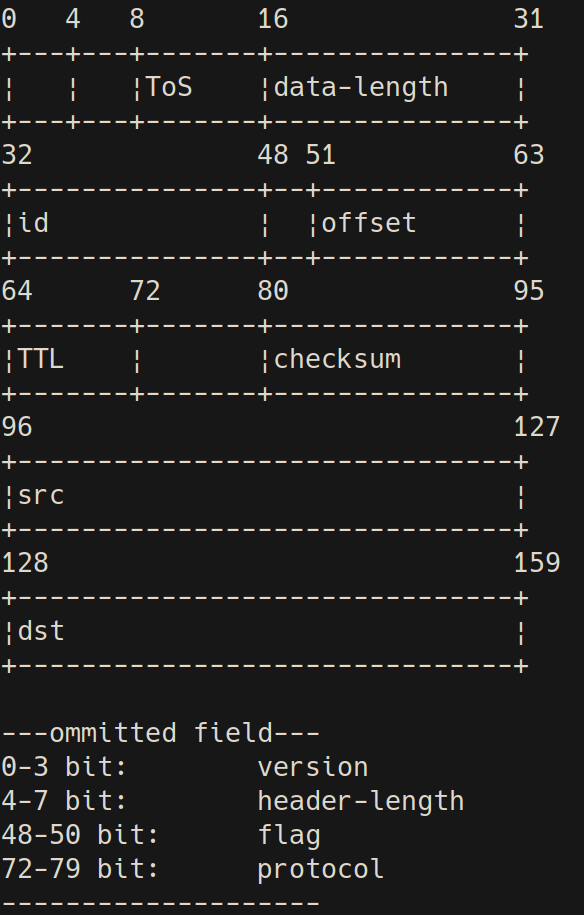 0   4   8       16              31
+---+---+-------+---------------+
¦   ¦   ¦ToS    ¦data-length    ¦
+---+---+-------+---------------+
32              48 51           63
+---------------+--+------------+
¦id             ¦  ¦offset      ¦
+---------------+--+------------+
64      72      80              95
+-------+-------+---------------+
¦TTL    ¦       ¦checksum       ¦
+-------+-------+---------------+
96                              127
+-------------------------------+
¦src                            ¦
+-------------------------------+
128                             159
+-------------------------------+
¦dst                            ¦
+-------------------------------+
---ommitted field---
0-3 bit:        version
4-7 bit:        header-length
48-50 bit:      flag
72-79 bit:      protocol
--------------------